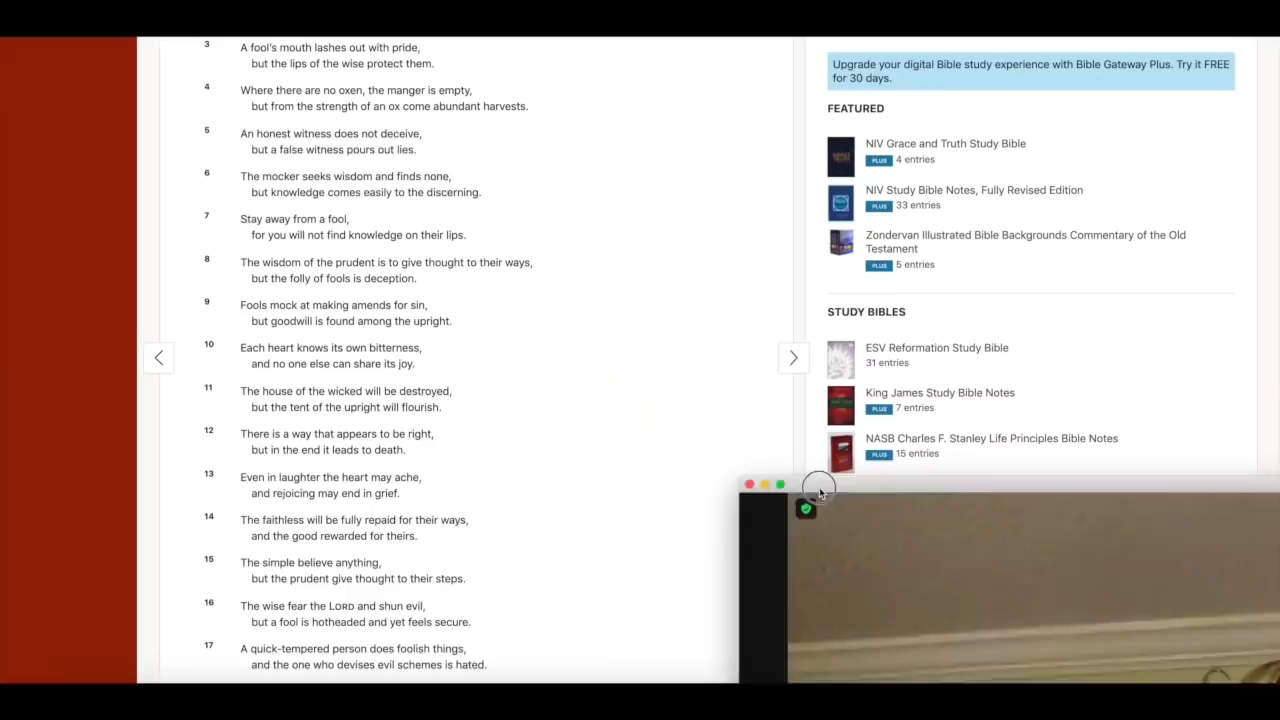 3 A fool's mouth lashes out with pride,
but the lips of the wise protect them.
4 Where there are no oxen, the manger is empty,
but from the strength of an ox come abundant harvests.
5 An honest witness does not deceive,
but a false witness pours out lies.
6 The mocker seeks wisdom and finds none,
but knowledge comes easily to the discerning.
7 Stay away from a fool,
for you will not find knowledge on their lips.
8 The wisdom of the prudent is to give thought to their ways,
but the folly of fools is deception.
9 Fools mock at making amends for sin,
but goodwill is found among the upright.
10 Each heart knows its own bitterness,
and no one else can share its joy.
11 The house of the wicked will be destroyed,
but the tent of the upright will flourish.
12 There is a way that appears to be right,
but in the end it leads to death.
13 Even in laughter the heart may ache,
and rejoicing may end in grief.
14 The faithless will be fully repaid for their ways,
and the good rewarded for theirs.
15 The simple believe anything,
but the prudent give thought to their steps.
16 The wise fear the LORD and shun evil,
but a fool is hotheaded and yet feels secure.
17 A quick-tempered person does foolish things,
and the one who devises evil schemes is hated.
Upgrade your digital Bible study experience with Bible Gateway Plus. Try it FREE
for 30 days.
FEATURED
NIV Grace and Truth Study Bible
PLUS 4 entries
NIV Study Bible Notes, Fully Revised Edition
PLUS 33 entries
Zondervan Illustrated Bible Backgrounds Commentary of the Old
Testament
PLUS 5 entries
STUDY BIBLES
ESV Reformation Study Bible
31 entries
King James Study Bible Notes
PLUS 7 entries
NASB Charles F. Stanley Life Principles Bible Notes
PLUS 15 entries